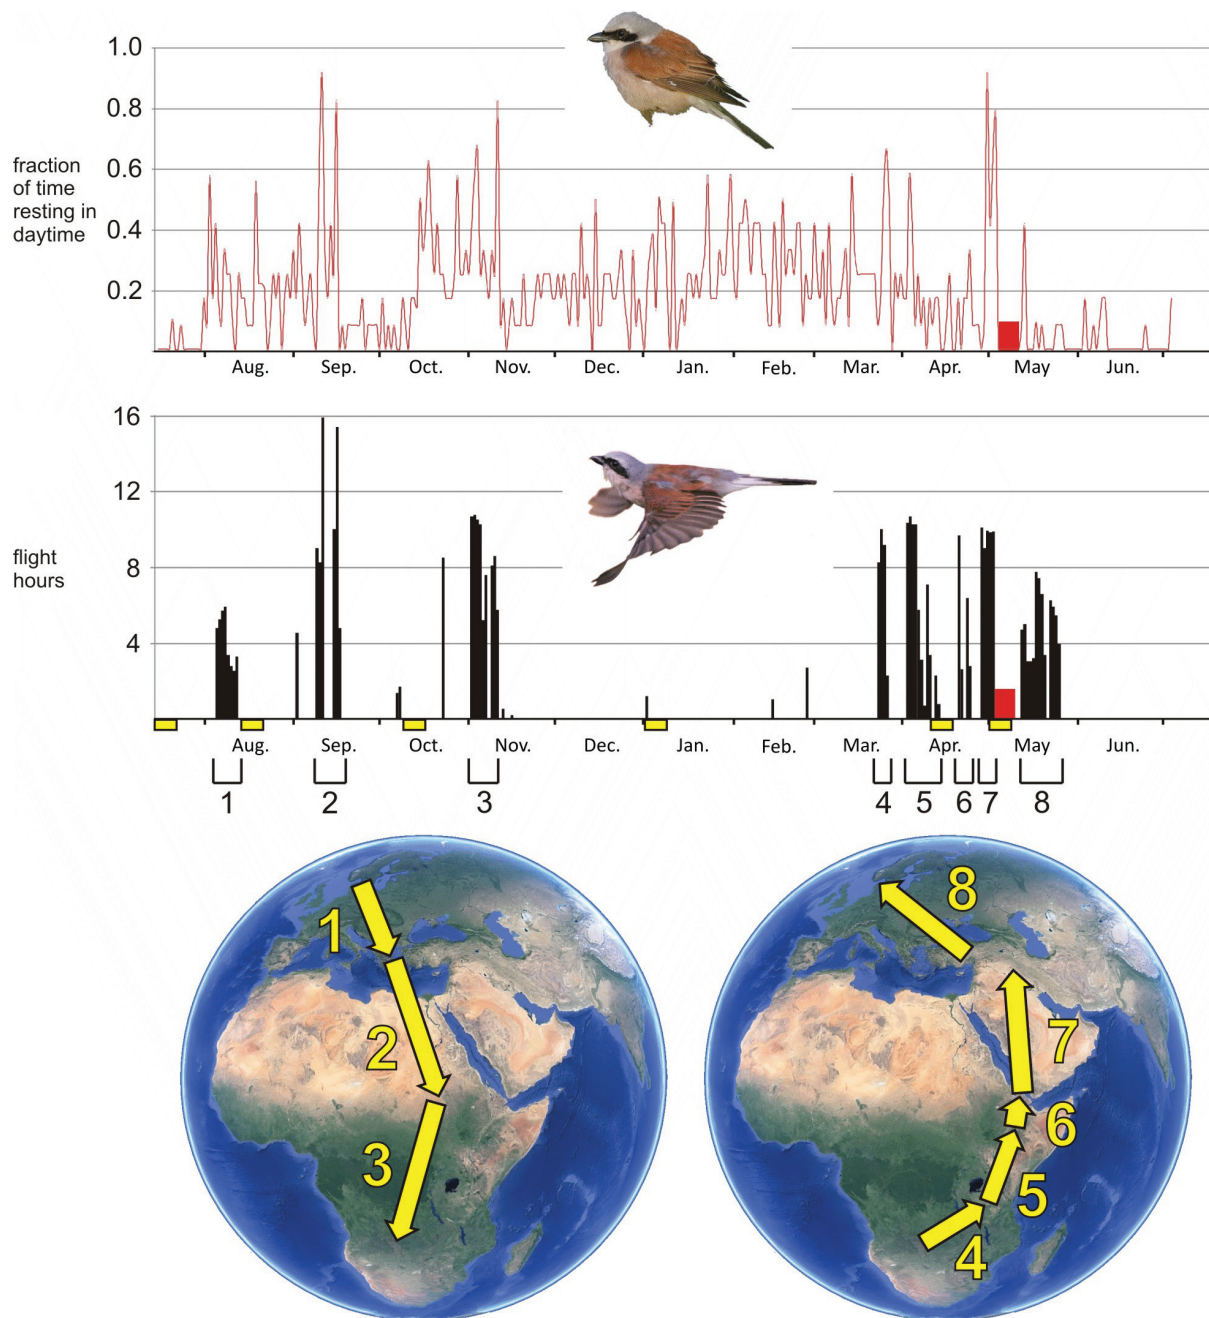 1.0
0.8
0.6
0.4
0.2
fraction
of time
resting in
daytime
Aug. Sep. Oct. Nov. Dec. Jan. Feb. Mar. Apr. May Jun.
16
12
8
4
flight
hours
Aug. Sep. Oct. Nov. Dec. Jan. Feb. Mar. Apr. May Jun.
1 2 3 4 5 6 7 8
1
2
3
8
7
6
5
4